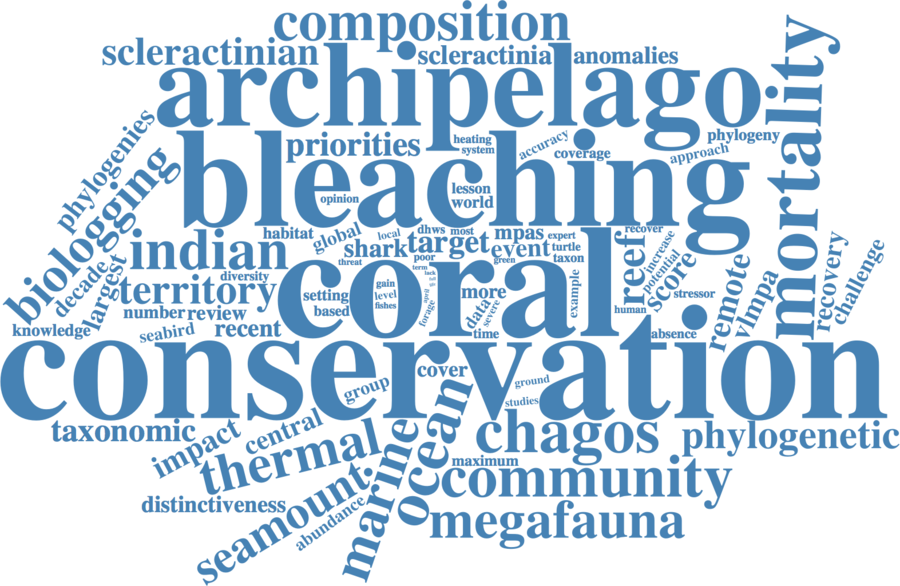 composition
scleractinian
scleractinia
anomalies
archipelago
mortality
phylogenies
bleaching
priorities
heating
system
accuracy
coverage
approach
phylogeny
biologging
opinion
lesson
world
habitat
global
local
dhws
most
mpas
expert
recover
indian
shark
target
event
turtle
taxon
reef
increase
potential
score
threat
poor
green
term
lack
decade
largest
diversity
territory
coral
setting
based
gain
level
fishes
forage
more
data
severe
example
human
stressor
remote
vlmpa
recovery
challenge
number
review
knowledge
seabird
recent
time
absence
conservation
cover
group
ground
studies
taxonomic
impact
central
thermal
marine
ocean
chagos
phylogenetic
maximum
community
distinctiveness
seamount
abundance
megafauna